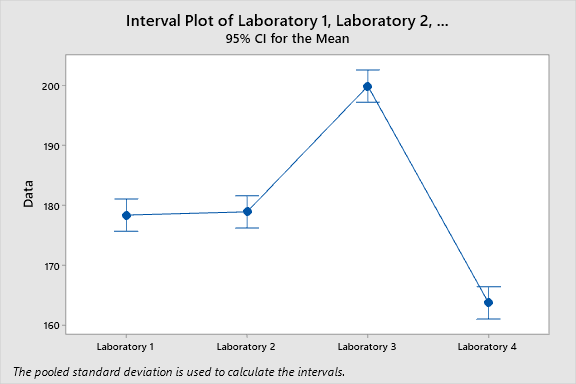 Interval Plot of Laboratory 1, Laboratory 2, ...
95% CI for the Mean
200
190
180
170
160
Data
Laboratory 1
Laboratory 2
Laboratory 3
Laboratory 4
The pooled standard deviation is used to calculate the intervals.